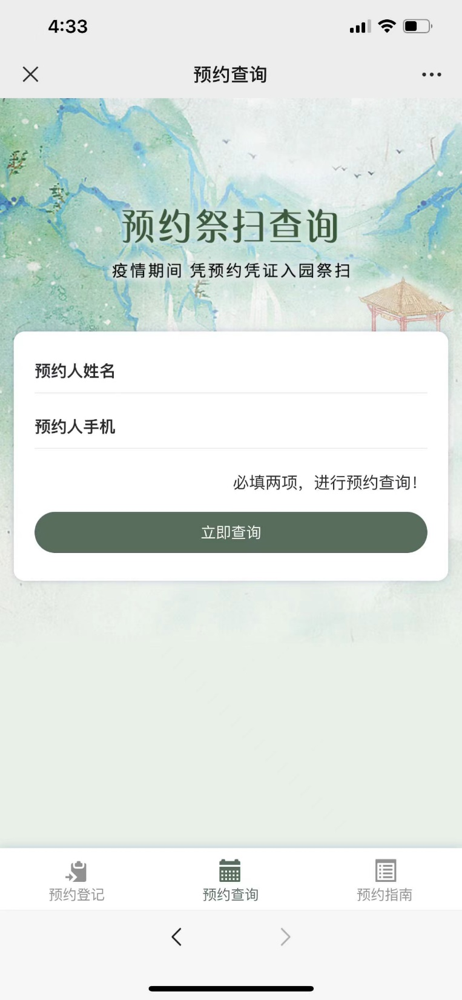 4:33
预约查询
预约祭扫查询
疫情期间 凭预约凭证入园祭扫
预约人姓名
预约人手机
必填两项，进行预约查询！
立即查询
预约登记
预约查询
预约指南